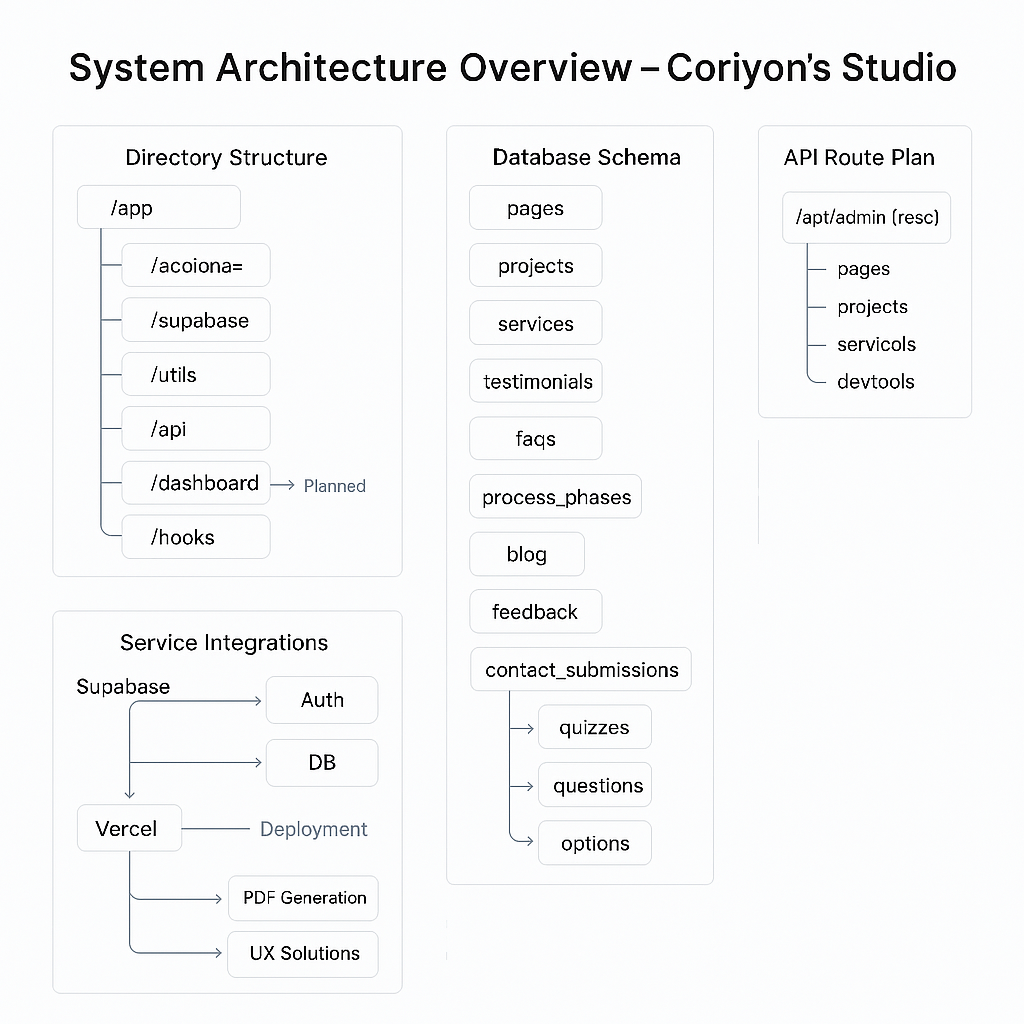 System Architecture Overview – Coriyon's Studio
Directory Structure
/app
/acoiona=
/supabase
/utils
/api
/dashboard
Planned
/hooks
Service Integrations
Supabase
Auth
DB
Vercel
Deployment
PDF Generation
UX Solutions
Database Schema
pages
projects
services
testimonials
faqs
process_phases
blog
feedback
contact_submissions
quizzes
questions
options
API Route Plan
/apt/admin (resc)
pages
projects
servicols
devtools